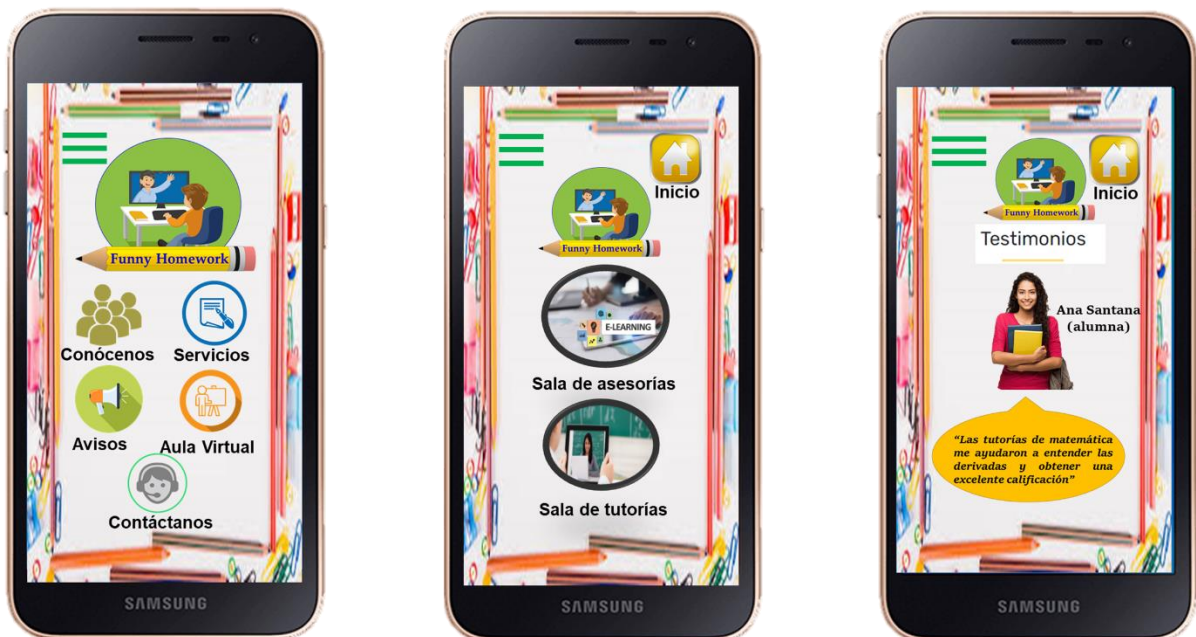 Funny Homework
Conócenos
Servicios
Avisos
Aula Virtual
Contáctanos
SAMSUNG
Inicio
Funny Homework
E-LEARNING
Sala de asesorías
Sala de tutorías
SAMSUNG
Inicio
Funny Homework
Testimonios
Ana Santana
(alumna)
“Las tutorías de matemática
me ayudaron a entender las
derivadas y obtener una
excelente calificación”
SAMSUNG